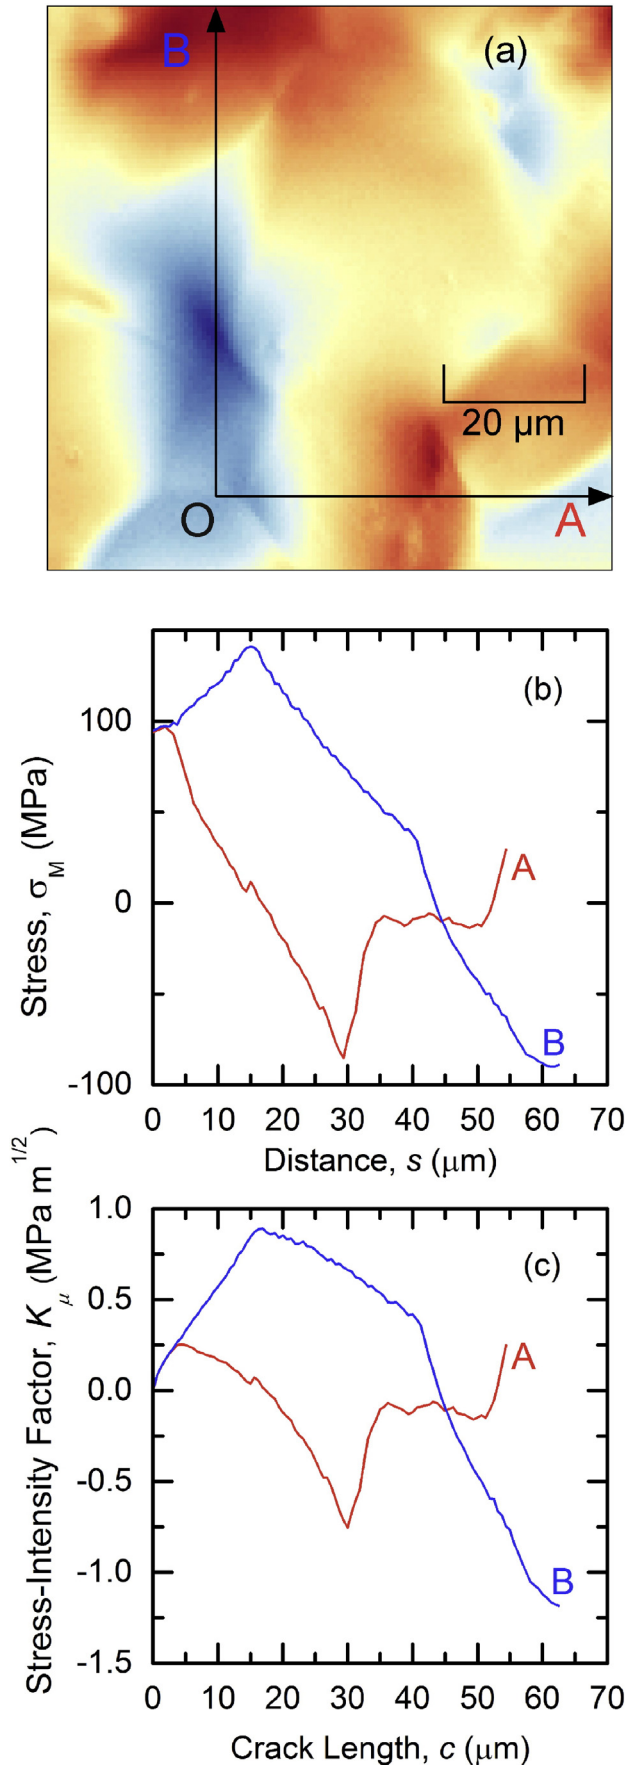 B
(a)
20 μm
O
A
(b)
100
0
-100
Stress, σM (MPa)
A
B
0 10 20 30 40 50 60 70
Distance, s (μm)
(c)
1.0
0.5
0.0
-0.5
-1.0
-1.5
Stress-Intensity Factor, Kμ (MPa m1/2)
A
B
0 10 20 30 40 50 60 70
Crack Length, c (μm)